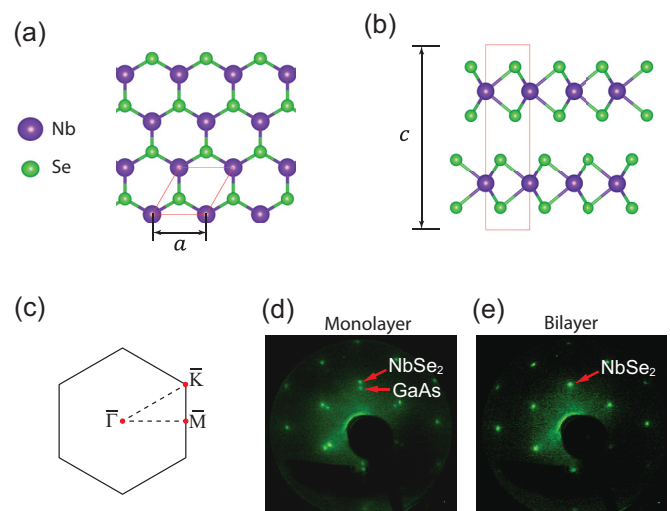 (a)
(b)
Nb
Se
a
c
(c)
K̅
Γ̅
M̅
(d)
Monolayer
NbSe₂
GaAs
(e)
Bilayer
NbSe₂